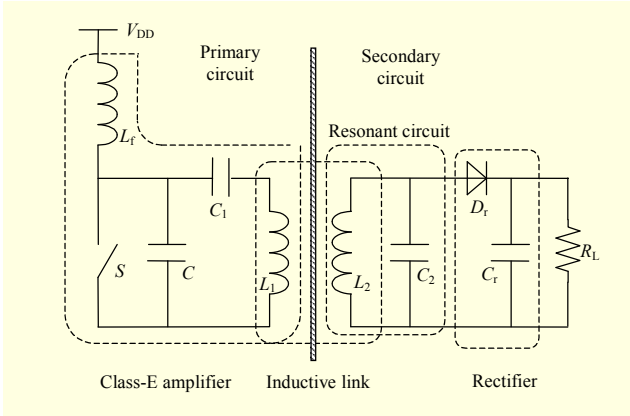 V_DD
Primary circuit
Secondary circuit
L_f
Resonant circuit
C_1
D_r
S
C
L_1
L_2
C_2
C_r
R_L
Class-E amplifier
Inductive link
Rectifier